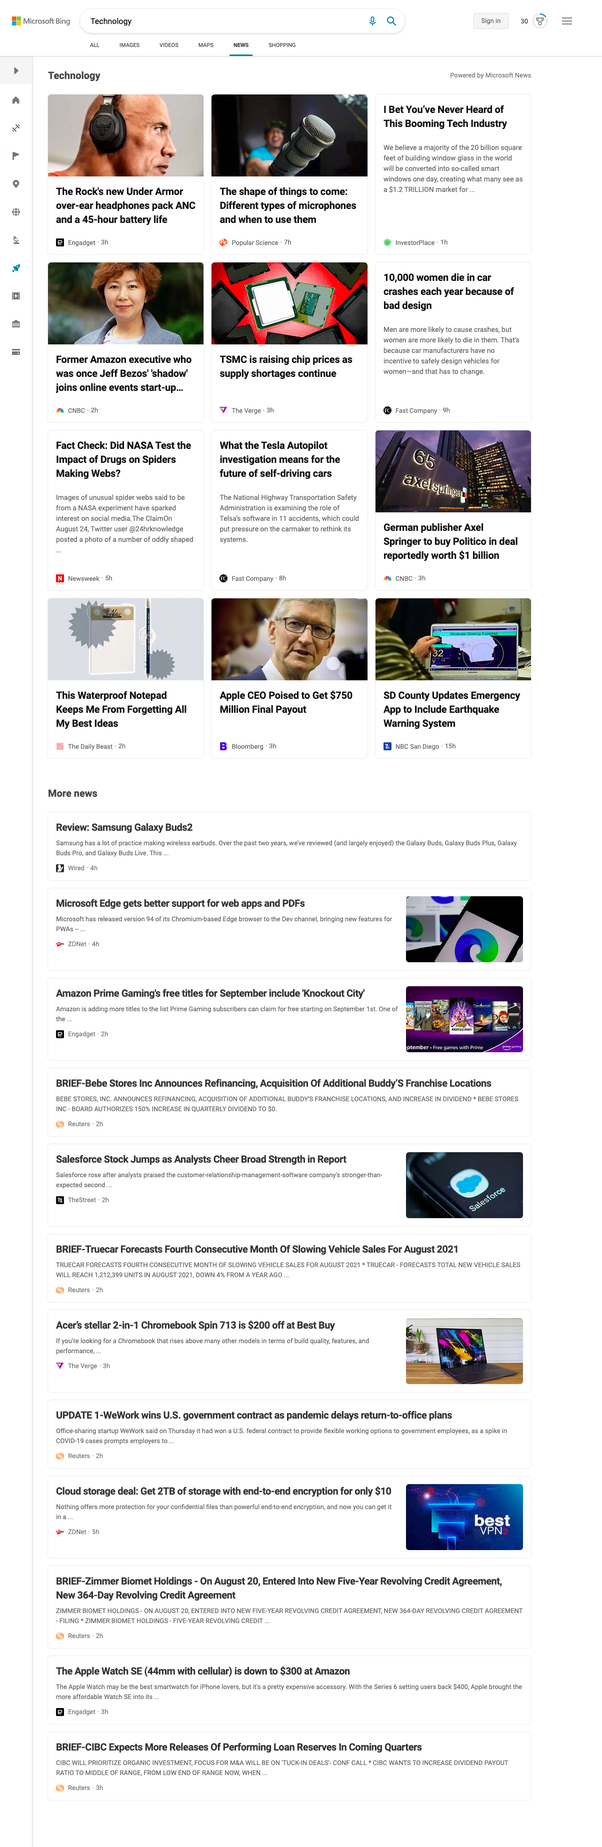 Microsoft Bing
Technology
Sign in
30
ALL
IMAGES
VIDEOS
MAPS
NEWS
SHOPPING
Technology
Powered by Microsoft News
The Rock's new Under Armor
over-ear headphones pack ANC
and a 45-hour battery life
Engadget · 3h
The shape of things to come:
Different types of microphones
and when to use them
Popular Science · 7h
I Bet You've Never Heard of
This Booming Tech Industry
We believe a majority of the 20 billion square
feet of building window glass in the world
will be converted into so-called smart
windows one day, creating what many see as
a $1.2 TRILLION market for ...
InvestorPlace · 1h
Former Amazon executive who
was once Jeff Bezos' 'shadow'
joins online events start-up...
CNBC · 2h
TSMC is raising chip prices as
supply shortages continue
The Verge · 3h
10,000 women die in car
crashes each year because of
bad design
Men are more likely to cause crashes, but
women are more likely to die in them. That's
because car manufacturers have no
incentive to safely design vehicles for
women—and that has to change.
Fast Company · 9h
Fact Check: Did NASA Test the
Impact of Drugs on Spiders
Making Webs?
Images of unusual spider webs said to be
from a NASA experiment have sparked
interest on social media.The ClaimOn
August 24, Twitter user @24hrknowledge
posted a photo of a number of oddly shaped
...
Newsweek · 5h
What the Tesla Autopilot
investigation means for the
future of self-driving cars
The National Highway Transportation Safety
Administration is examining the role of
Telsa's software in 11 accidents, which could
put pressure on the carmaker to rethink its
systems.
Fast Company · 8h
65
axel springer
German publisher Axel
Springer to buy Politico in deal
reportedly worth $1 billion
CNBC · 3h
This Waterproof Notepad
Keeps Me From Forgetting All
My Best Ideas
The Daily Beast · 2h
Apple CEO Poised to Get $750
Million Final Payout
Bloomberg · 3h
32
SD County Updates Emergency
App to Include Earthquake
Warning System
NBC San Diego · 15h
More news
Review: Samsung Galaxy Buds2
Samsung has a lot of practice making wireless earbuds. Over the past two years, we've reviewed (and largely enjoyed) the Galaxy Buds, Galaxy Buds Plus, Galaxy
Buds Pro, and Galaxy Buds Live. This ...
Wired · 4h
Microsoft Edge gets better support for web apps and PDFs
Microsoft has released version 94 of its Chromium-based Edge browser to the Dev channel, bringing new features for
PWAs -- ...
ZDNet · 4h
Amazon Prime Gaming's free titles for September include 'Knockout City'
Amazon is adding more titles to the list Prime Gaming subscribers can claim for free starting on September 1st. One of
the ...
Engadget · 2h
ptember • Free games with Prime
BRIEF-Bebe Stores Inc Announces Refinancing, Acquisition Of Additional Buddy'S Franchise Locations
BEBE STORES, INC. ANNOUNCES REFINANCING, ACQUISITION OF ADDITIONAL BUDDY'S FRANCHISE LOCATIONS, AND INCREASE IN DIVIDEND * BEBE STORES
INC - BOARD AUTHORIZES 150% INCREASE IN QUARTERLY DIVIDEND TO $0.
Reuters · 2h
Salesforce Stock Jumps as Analysts Cheer Broad Strength in Report
Salesforce rose after analysts praised the customer-relationship-management-software company's stronger-than-
expected second ...
TheStreet · 2h
Salesforce
BRIEF-Truecar Forecasts Fourth Consecutive Month Of Slowing Vehicle Sales For August 2021
TRUECAR FORECASTS FOURTH CONSECUTIVE MONTH OF SLOWING VEHICLE SALES FOR AUGUST 2021 * TRUECAR - FORECASTS TOTAL NEW VEHICLE SALES
WILL REACH 1,212,399 UNITS IN AUGUST 2021, DOWN 4% FROM A YEAR AGO ...
Reuters · 2h
Acer's stellar 2-in-1 Chromebook Spin 713 is $200 off at Best Buy
If you're looking for a Chromebook that rises above many other models in terms of build quality, features, and
performance, ...
The Verge · 3h
UPDATE 1-WeWork wins U.S. government contract as pandemic delays return-to-office plans
Office-sharing startup WeWork said on Thursday it had won a U.S. federal contract to provide flexible working options to government employees, as a spike in
COVID-19 cases prompts employers to ...
Reuters · 2h
Cloud storage deal: Get 2TB of storage with end-to-end encryption for only $10
Nothing offers more protection for your confidential files than powerful end-to-end encryption, and now you can get it
in a ...
ZDNet · 5h
best
VPNs
BRIEF-Zimmer Biomet Holdings - On August 20, Entered Into New Five-Year Revolving Credit Agreement,
New 364-Day Revolving Credit Agreement
ZIMMER BIOMET HOLDINGS - ON AUGUST 20, ENTERED INTO NEW FIVE-YEAR REVOLVING CREDIT AGREEMENT, NEW 364-DAY REVOLVING CREDIT AGREEMENT
- FILING * ZIMMER BIOMET HOLDINGS - FIVE-YEAR REVOLVING CREDIT ...
Reuters · 2h
The Apple Watch SE (44mm with cellular) is down to $300 at Amazon
The Apple Watch may be the best smartwatch for iPhone lovers, but it's a pretty expensive accessory. With the Series 6 setting users back $400, Apple brought the
more affordable Watch SE into its ...
Engadget · 3h
BRIEF-CIBC Expects More Releases Of Performing Loan Reserves In Coming Quarters
CIBC WILL PRIORITIZE ORGANIC INVESTMENT, FOCUS FOR M&A WILL BE ON 'TUCK-IN DEALS'- CONF CALL * CIBC WANTS TO INCREASE DIVIDEND PAYOUT
RATIO TO MIDDLE OF RANGE, FROM LOW END OF RANGE NOW, WHEN ...
Reuters · 3h